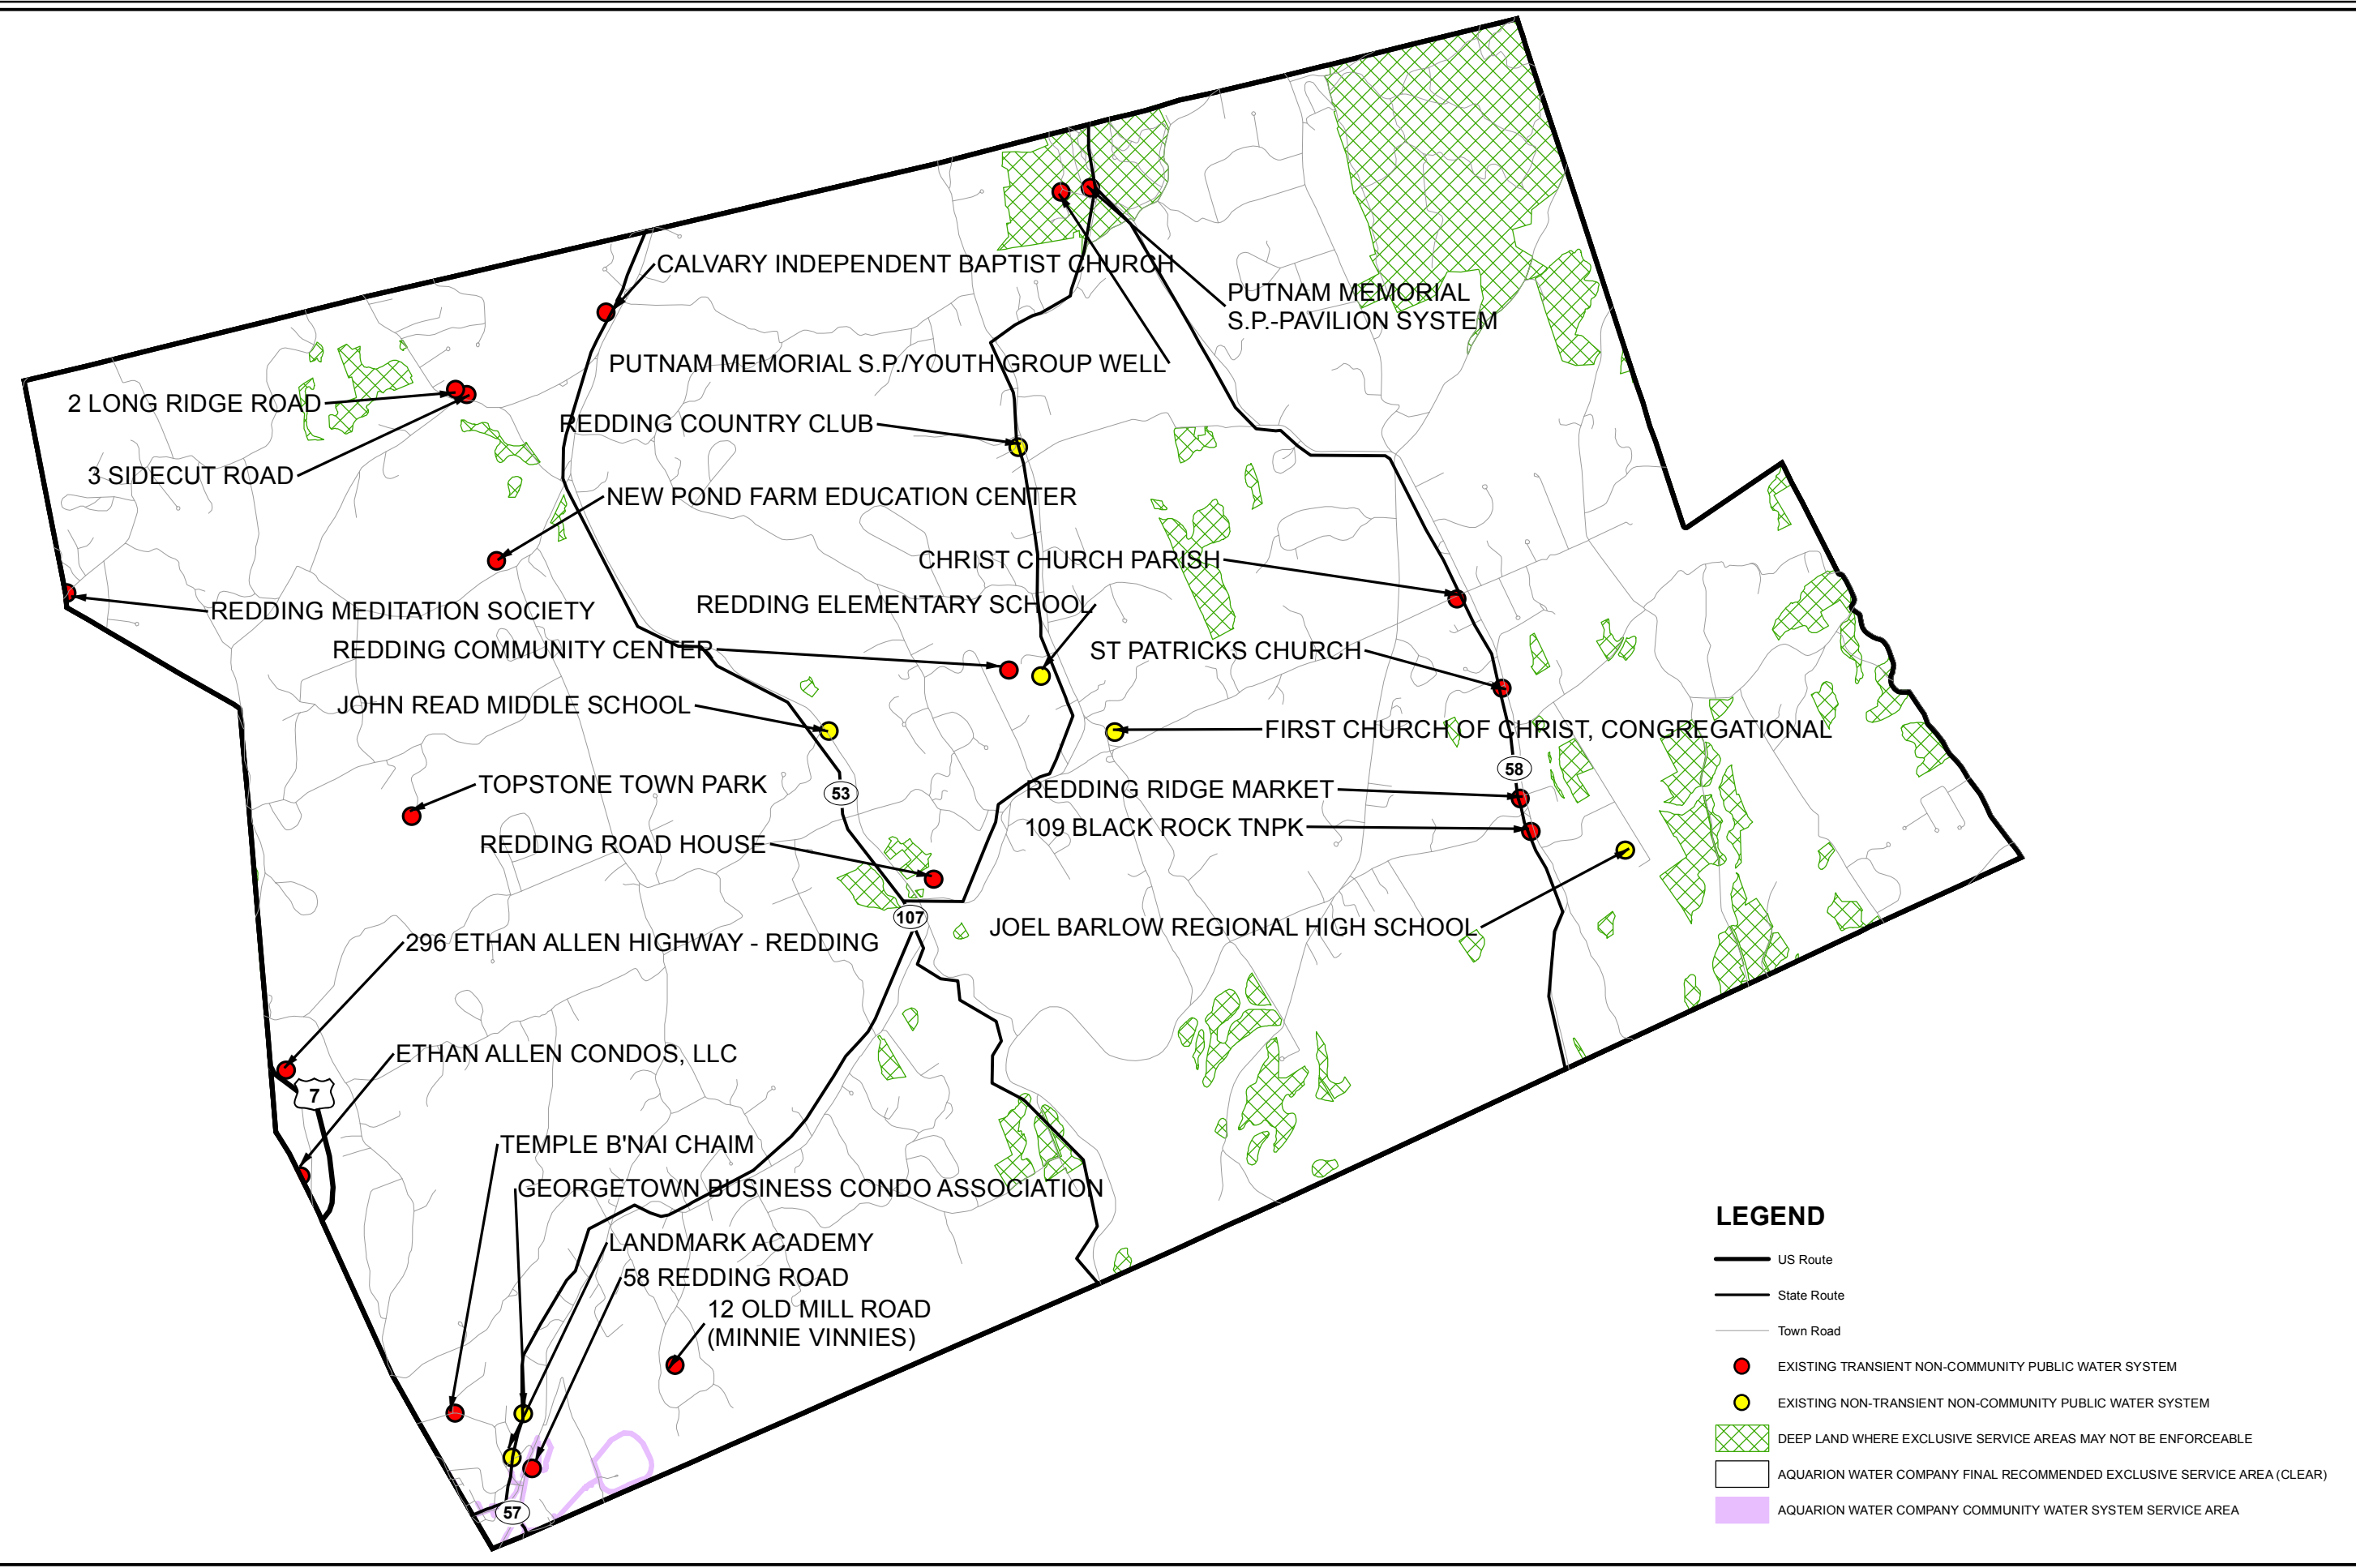 CALVARY INDEPENDENT BAPTIST CHURCH
PUTNAM MEMORIAL
S.P.-PAVILION SYSTEM
PUTNAM MEMORIAL S.P./YOUTH GROUP WELL
2 LONG RIDGE ROAD
REDDING COUNTRY CLUB
3 SIDECUT ROAD
NEW POND FARM EDUCATION CENTER
CHRIST CHURCH PARISH
REDDING MEDITATION SOCIETY
REDDING ELEMENTARY SCHOOL
REDDING COMMUNITY CENTER
ST PATRICKS CHURCH
JOHN READ MIDDLE SCHOOL
FIRST CHURCH OF CHRIST, CONGREGATIONAL
58
TOPSTONE TOWN PARK
53
REDDING RIDGE MARKET
109 BLACK ROCK TNPK
REDDING ROAD HOUSE
107
JOEL BARLOW REGIONAL HIGH SCHOOL
296 ETHAN ALLEN HIGHWAY - REDDING
ETHAN ALLEN CONDOS, LLC
7
TEMPLE B'NAI CHAIM
GEORGETOWN BUSINESS CONDO ASSOCIATION
LANDMARK ACADEMY
58 REDDING ROAD
12 OLD MILL ROAD
(MINNIE VINNIES)
57
LEGEND
US Route
State Route
Town Road
EXISTING TRANSIENT NON-COMMUNITY PUBLIC WATER SYSTEM
EXISTING NON-TRANSIENT NON-COMMUNITY PUBLIC WATER SYSTEM
DEEP LAND WHERE EXCLUSIVE SERVICE AREAS MAY NOT BE ENFORCEABLE
AQUARION WATER COMPANY FINAL RECOMMENDED EXCLUSIVE SERVICE AREA (CLEAR)
AQUARION WATER COMPANY COMMUNITY WATER SYSTEM SERVICE AREA